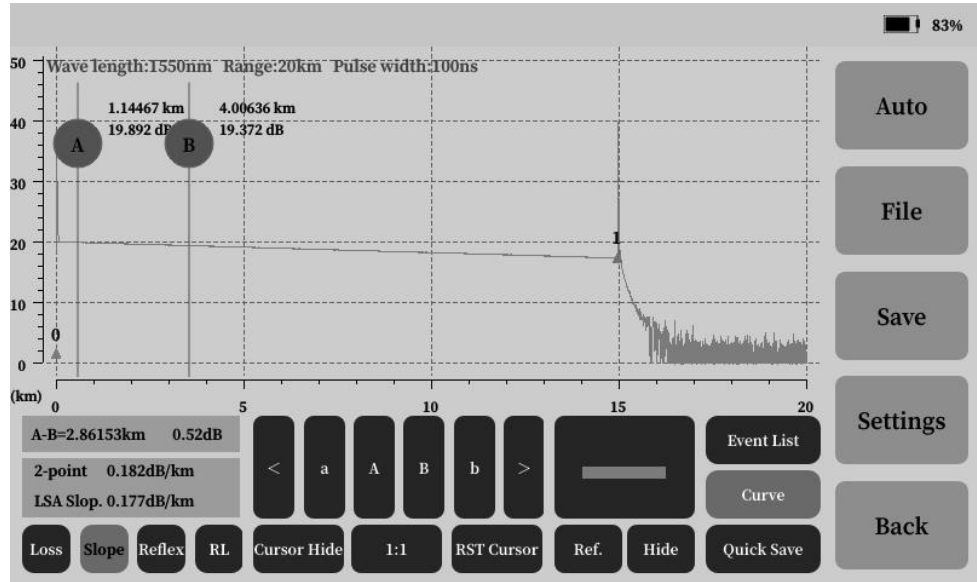 83%
Wave length:1550nm Range:20km Pulse width:100ns
50
40
30
20
10
0
1.14467 km
19.892 dB
4.00636 km
19.372 dB
A
B
0
1
(km)
0
5
10
15
20
Auto
File
Save
Settings
Back
A-B=2.86153km 0.52dB
2-point 0.182dB/km
LSA Slop. 0.177dB/km
<
a
A
B
b
>
Event List
Curve
Loss
Slope
Reflex
RL
Cursor Hide
1:1
RST Cursor
Ref.
Hide
Quick Save